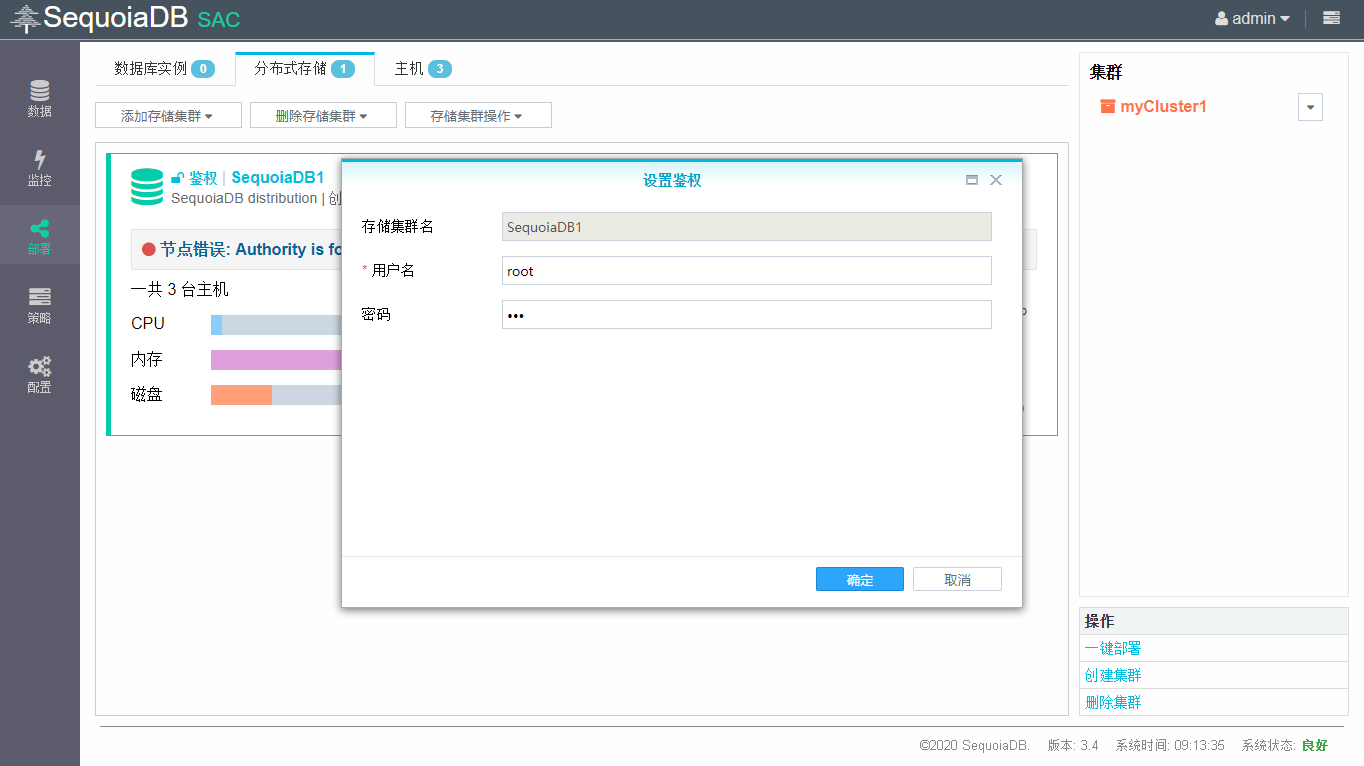 SequoiaDB SAC
admin
数据库实例 0
分布式存储 1
主机 3
添加存储集群
删除存储集群
存储集群操作
数据
监控
部署
策略
配置
鉴权 | SequoiaDB1
SequoiaDB distribution | 创
节点错误: Authority is fo
一共 3 台主机
CPU
内存
磁盘
设置鉴权
存储集群名
SequoiaDB1
* 用户名
root
密码
•••
确定
取消
集群
myCluster1
操作
一键部署
创建集群
删除集群
©2020 SequoiaDB. 版本: 3.4 系统时间: 09:13:35 系统状态: 良好